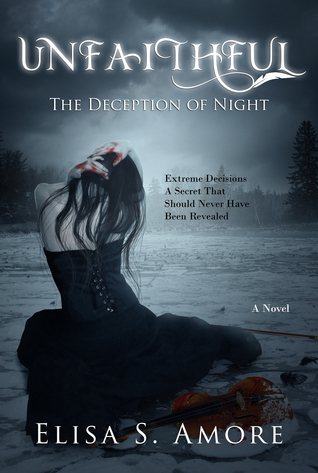 UNFAITHFUL
THE DECEPTION OF NIGHT
Extreme Decisions
A Secret That
Should Never Have
Been Revealed
A Novel
ELISA S. AMORE